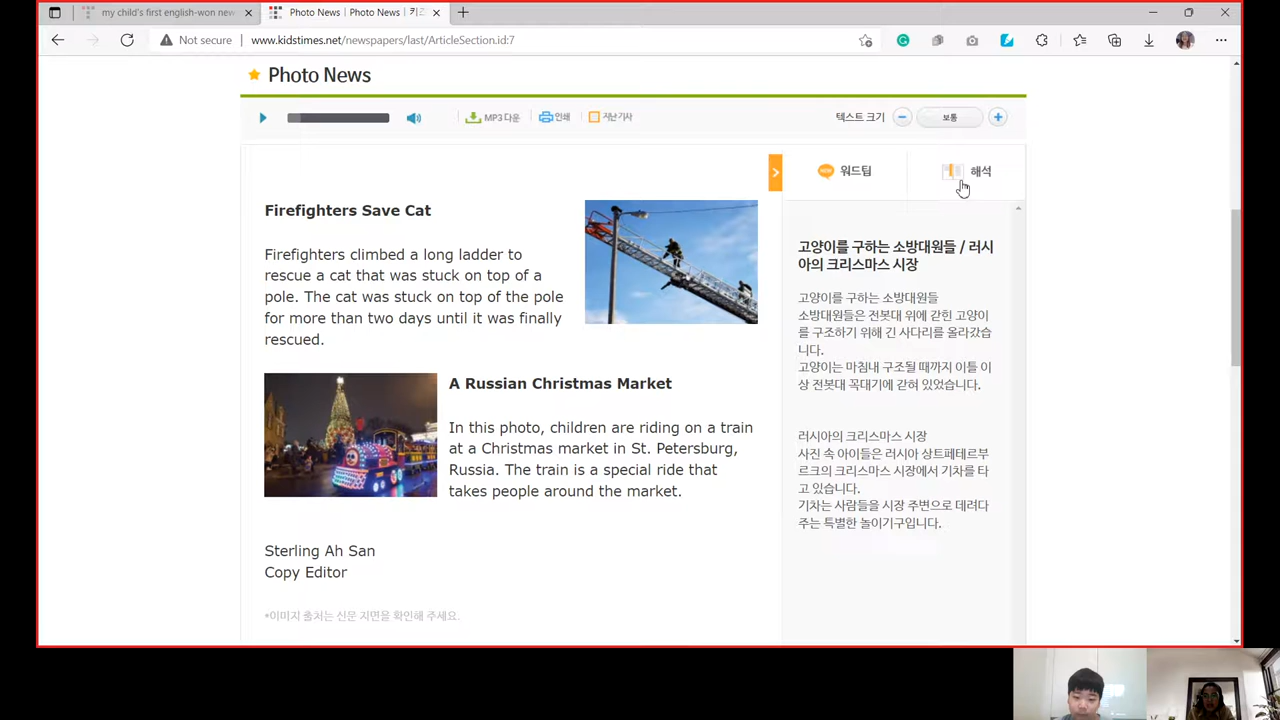 my child's first english-won new
Photo News | Photo News | 키즈
Not secure
www.kidstimes.net/newspapers/last/ArticleSection.id:7
Photo News
MP3 다운
인쇄
지난기사
텍스트 크기
보통
워드팁
해석
Firefighters Save Cat
Firefighters climbed a long ladder to
rescue a cat that was stuck on top of a
pole. The cat was stuck on top of the pole
for more than two days until it was finally
rescued.
A Russian Christmas Market
In this photo, children are riding on a train
at a Christmas market in St. Petersburg,
Russia. The train is a special ride that
takes people around the market.
Sterling Ah San
Copy Editor
*이미지 출처는 신문 지면을 확인해 주세요.
고양이를 구하는 소방대원들 / 러시
아의 크리스마스 시장
고양이를 구하는 소방대원들
소방대원들은 전봇대 위에 갇힌 고양이
를 구조하기 위해 긴 사다리를 올라갔습
니다.
고양이는 마침내 구조될 때까지 이틀 이
상 전봇대 꼭대기에 갇혀 있었습니다.
러시아의 크리스마스 시장
사진 속 아이들은 러시아 상트페테르부
르크의 크리스마스 시장에서 기차를 타
고 있습니다.
기차는 사람들을 시장 주변으로 데려다
주는 특별한 놀이기구입니다.